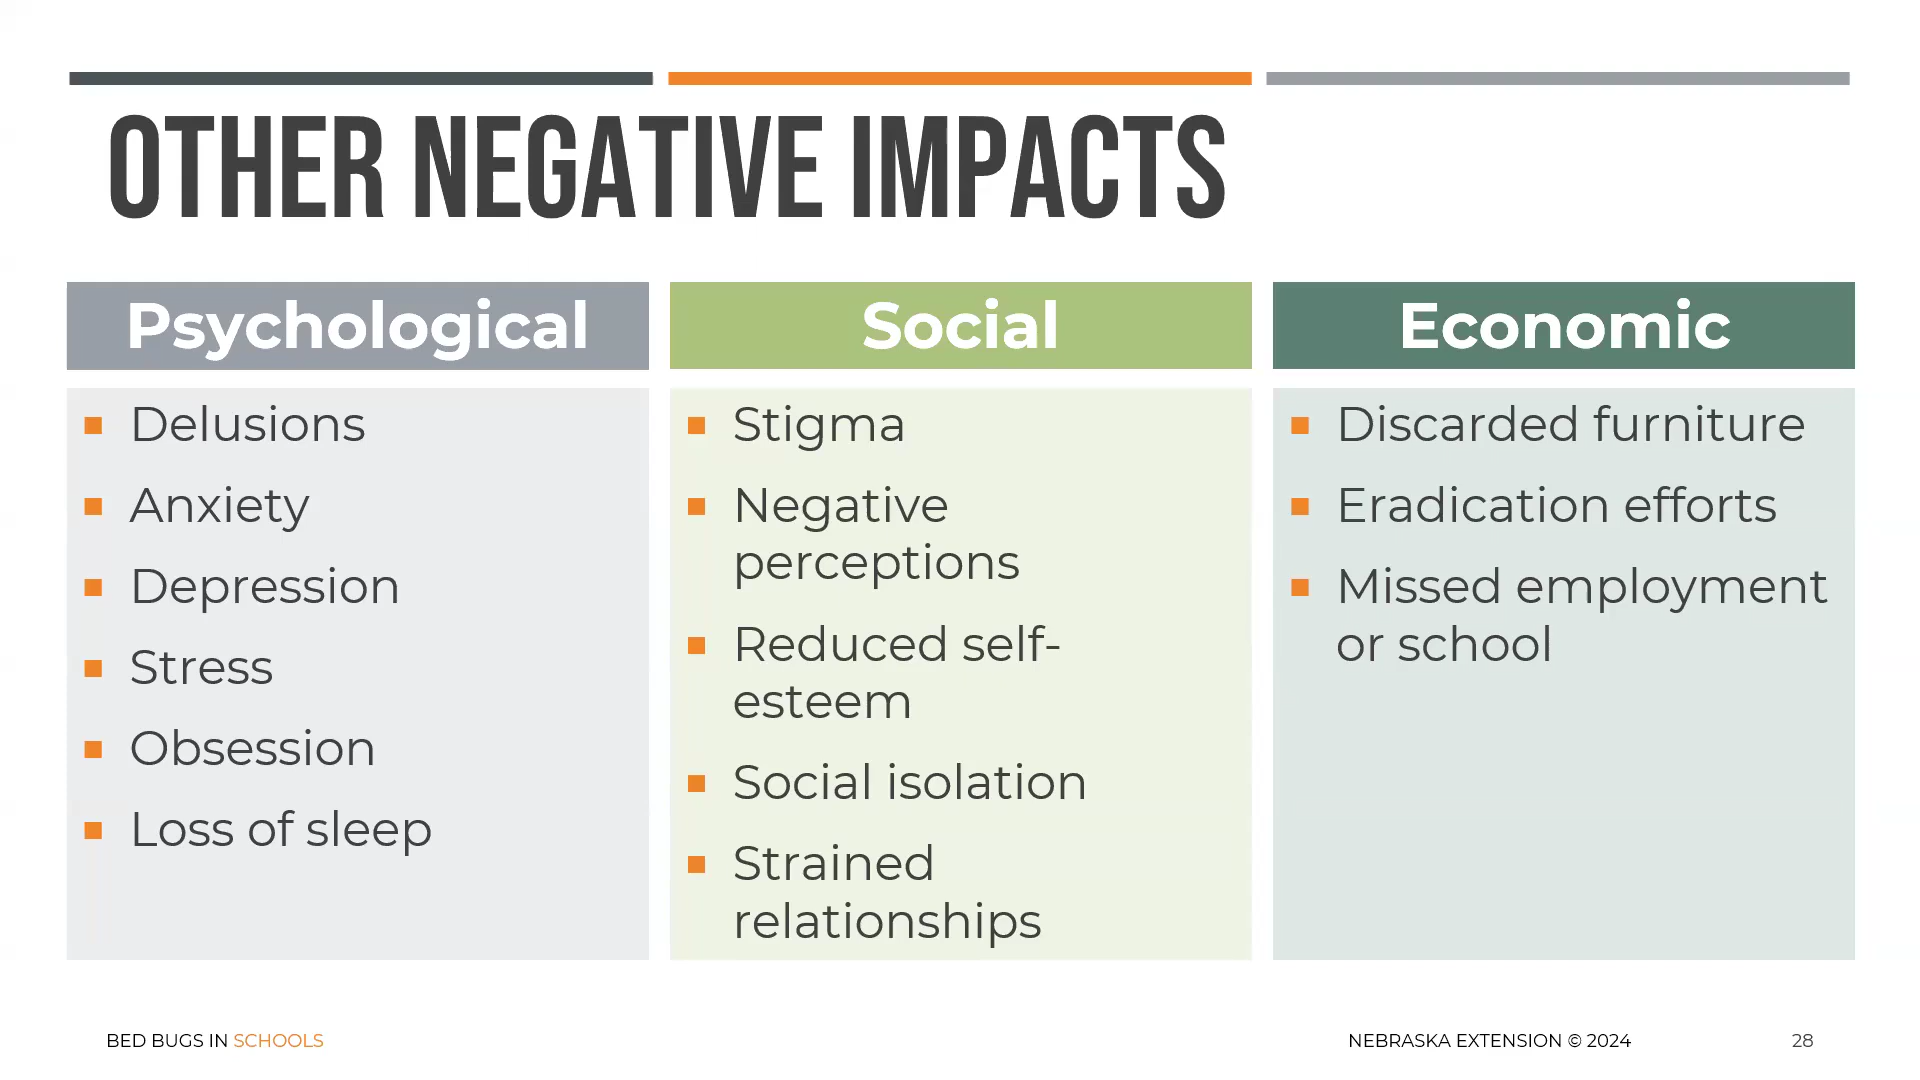 OTHER NEGATIVE IMPACTS
Psychological
Delusions
Anxiety
Depression
Stress
Obsession
Loss of sleep
Social
Stigma
Negative
perceptions
Reduced self-
esteem
Social isolation
Strained
relationships
Economic
Discarded furniture
Eradication efforts
Missed employment
or school
BED BUGS IN SCHOOLS
NEBRASKA EXTENSION © 2024
28